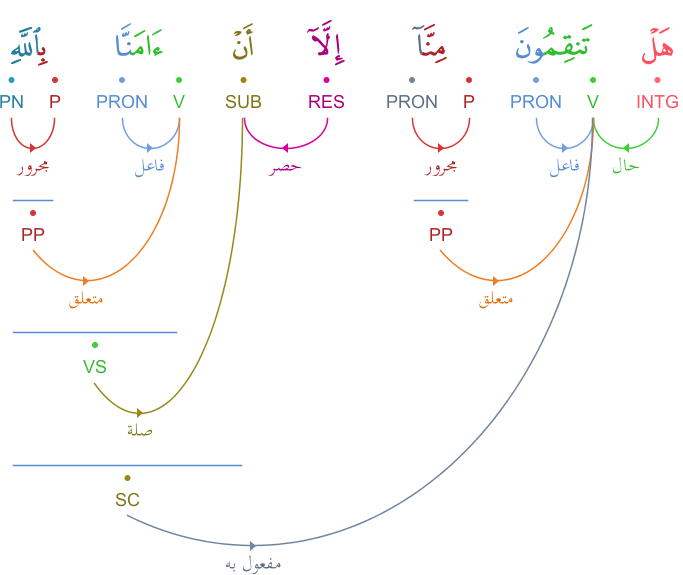 هَلْ تَنقِمُونَ مِنَّآ إِلَّآ أَنْ ءَامَنَّا بِٱللَّهِ
INTG V PRON P PRON RES SUB V PRON P PN
حال فاعل مجرور حصر فاعل مجرور
PP PP
متعلق متعلق
VS
صلة
SC
مفعول به